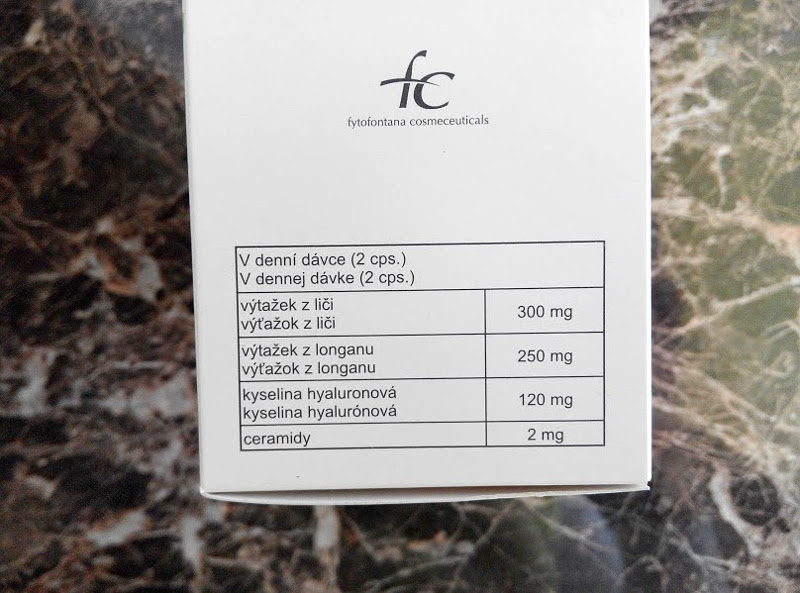 fc
fytofontana cosmeceuticals
V denní dávce (2 cps.)
V dennej dávke (2 cps.)
výtažek z liči
výťažok z liči
300 mg
výtažek z longanu
výťažok z longanu
250 mg
kyselina hyaluronová
kyselina hyalurónová
120 mg
ceramidy
2 mg